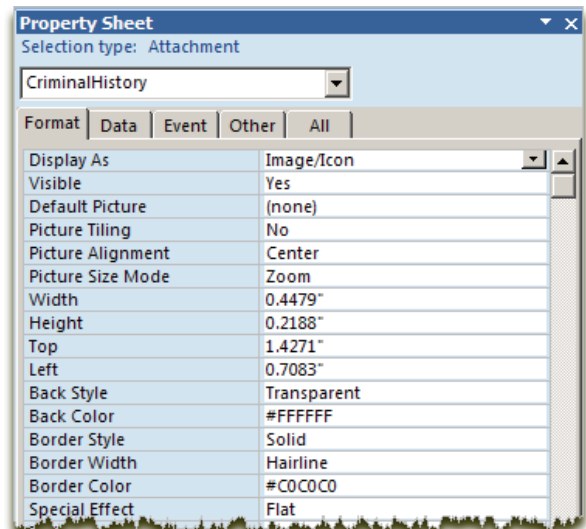 Property Sheet
Selection type: Attachment
CriminalHistory
Format Data Event Other All
Display As Image/Icon
Visible Yes
Default Picture (none)
Picture Tiling No
Picture Alignment Center
Picture Size Mode Zoom
Width 0.4479"
Height 0.2188"
Top 1.4271"
Left 0.7083"
Back Style Transparent
Back Color #FFFFFF
Border Style Solid
Border Width Hairline
Border Color #C0C0C0
Special Effect Flat